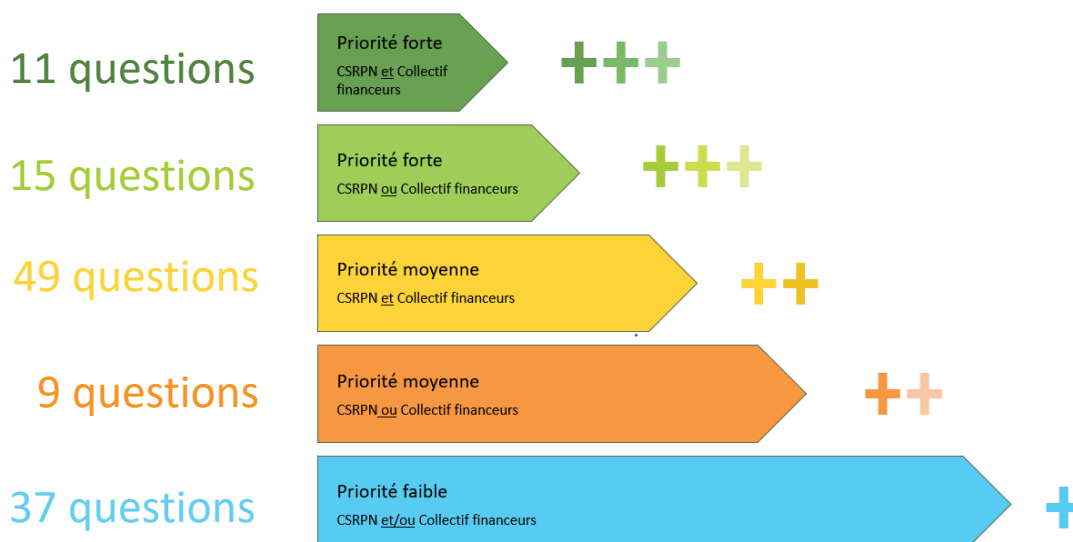 11 questions
Priorité forte
CSRPN et Collectif
financeurs
+++
15 questions
Priorité forte
CSRPN ou Collectif financeurs
+++
49 questions
Priorité moyenne
CSRPN et Collectif financeurs
++
9 questions
Priorité moyenne
CSRPN ou Collectif financeurs
++
37 questions
Priorité faible
CSRPN et/ou Collectif financeurs
+